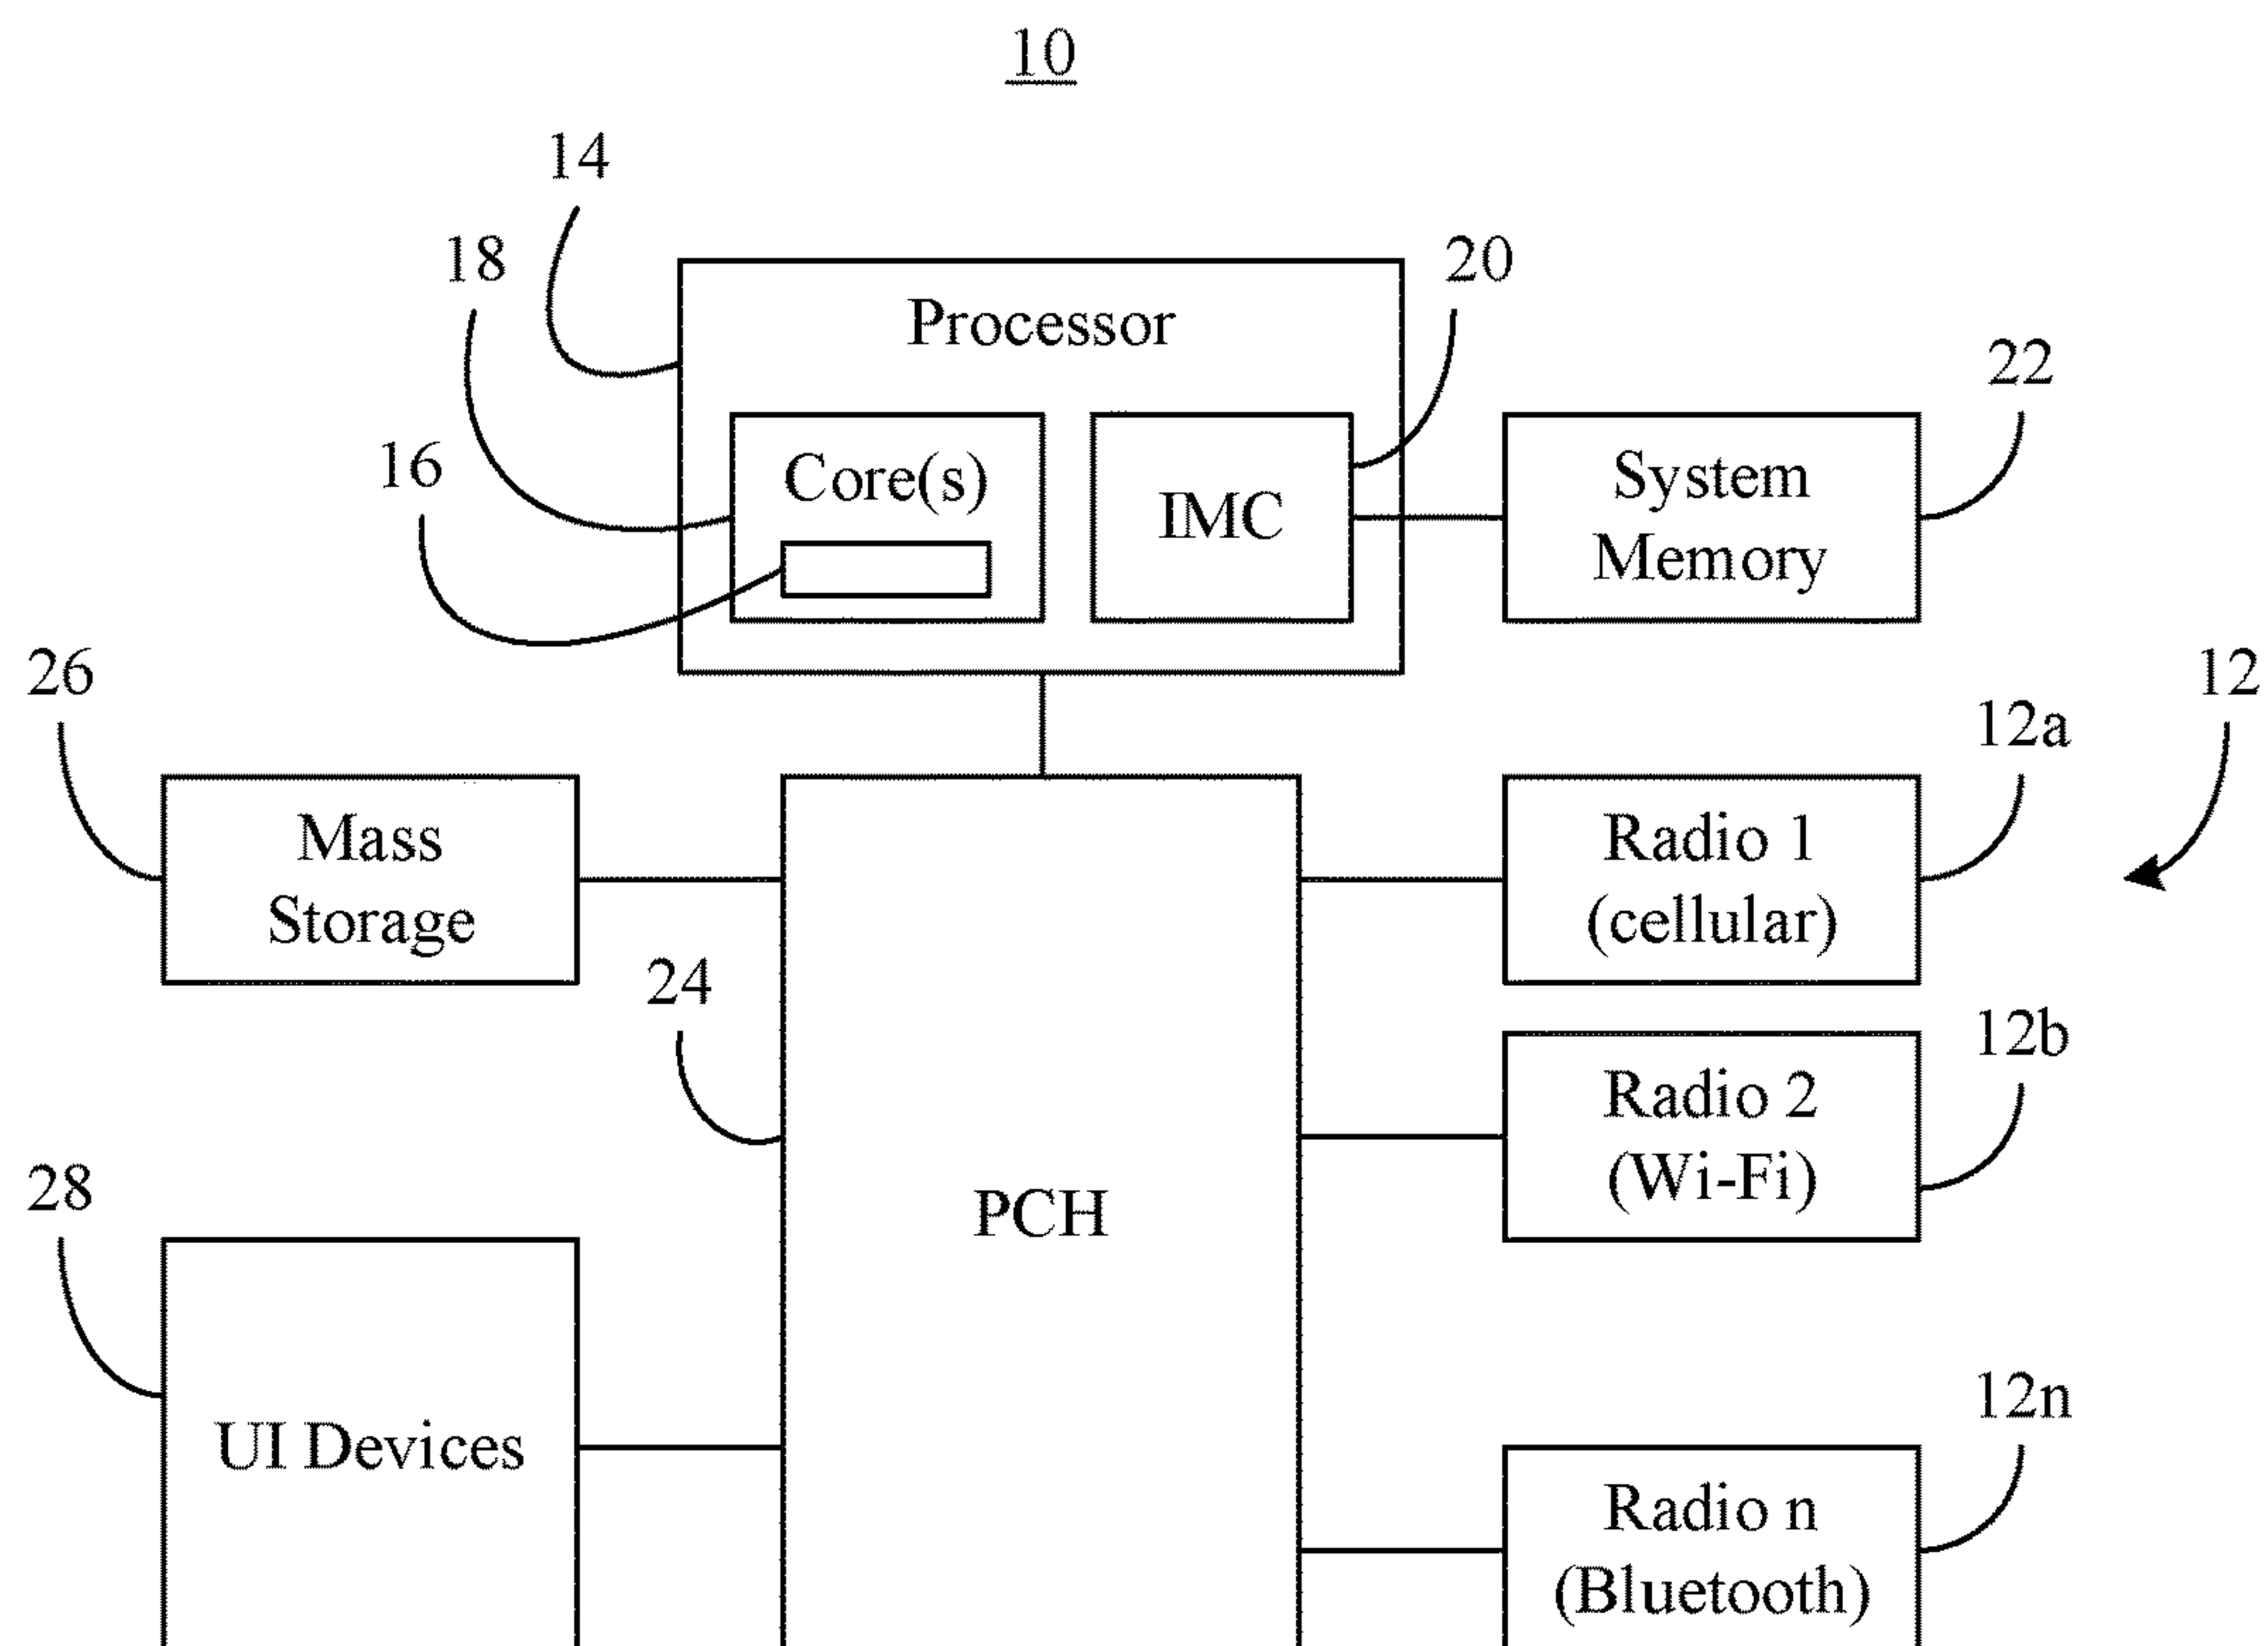 10
14
18
20
Processor
22
16
Core(s)
IMC
System
Memory
26
12
12a
Mass
Storage
Radio 1
(cellular)
24
12b
Radio 2
(Wi-Fi)
28
PCH
12n
UI Devices
Radio n
(Bluetooth)